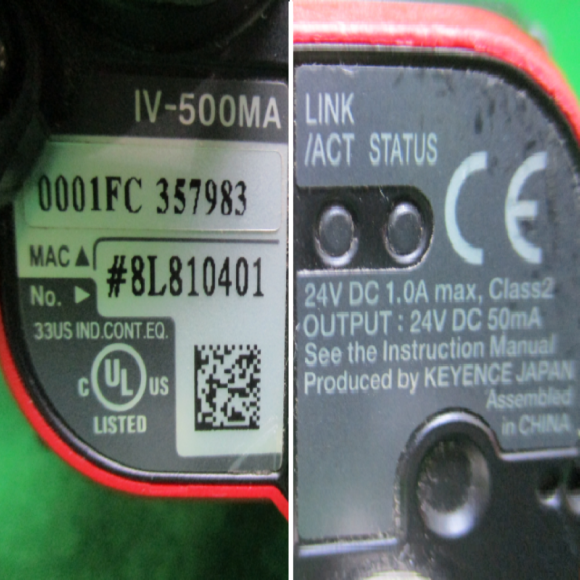 IV-500MA
0001FC 357983
MAC ▲
No. ▶ #8L810401
33US IND.CONT.EQ.
C UL US
LISTED
LINK
/ACT STATUS
CE
24V DC 1.0A max, Class2
OUTPUT : 24V DC 50mA
See the Instruction Manual
Produced by KEYENCE JAPAN
Assembled
in CHINA